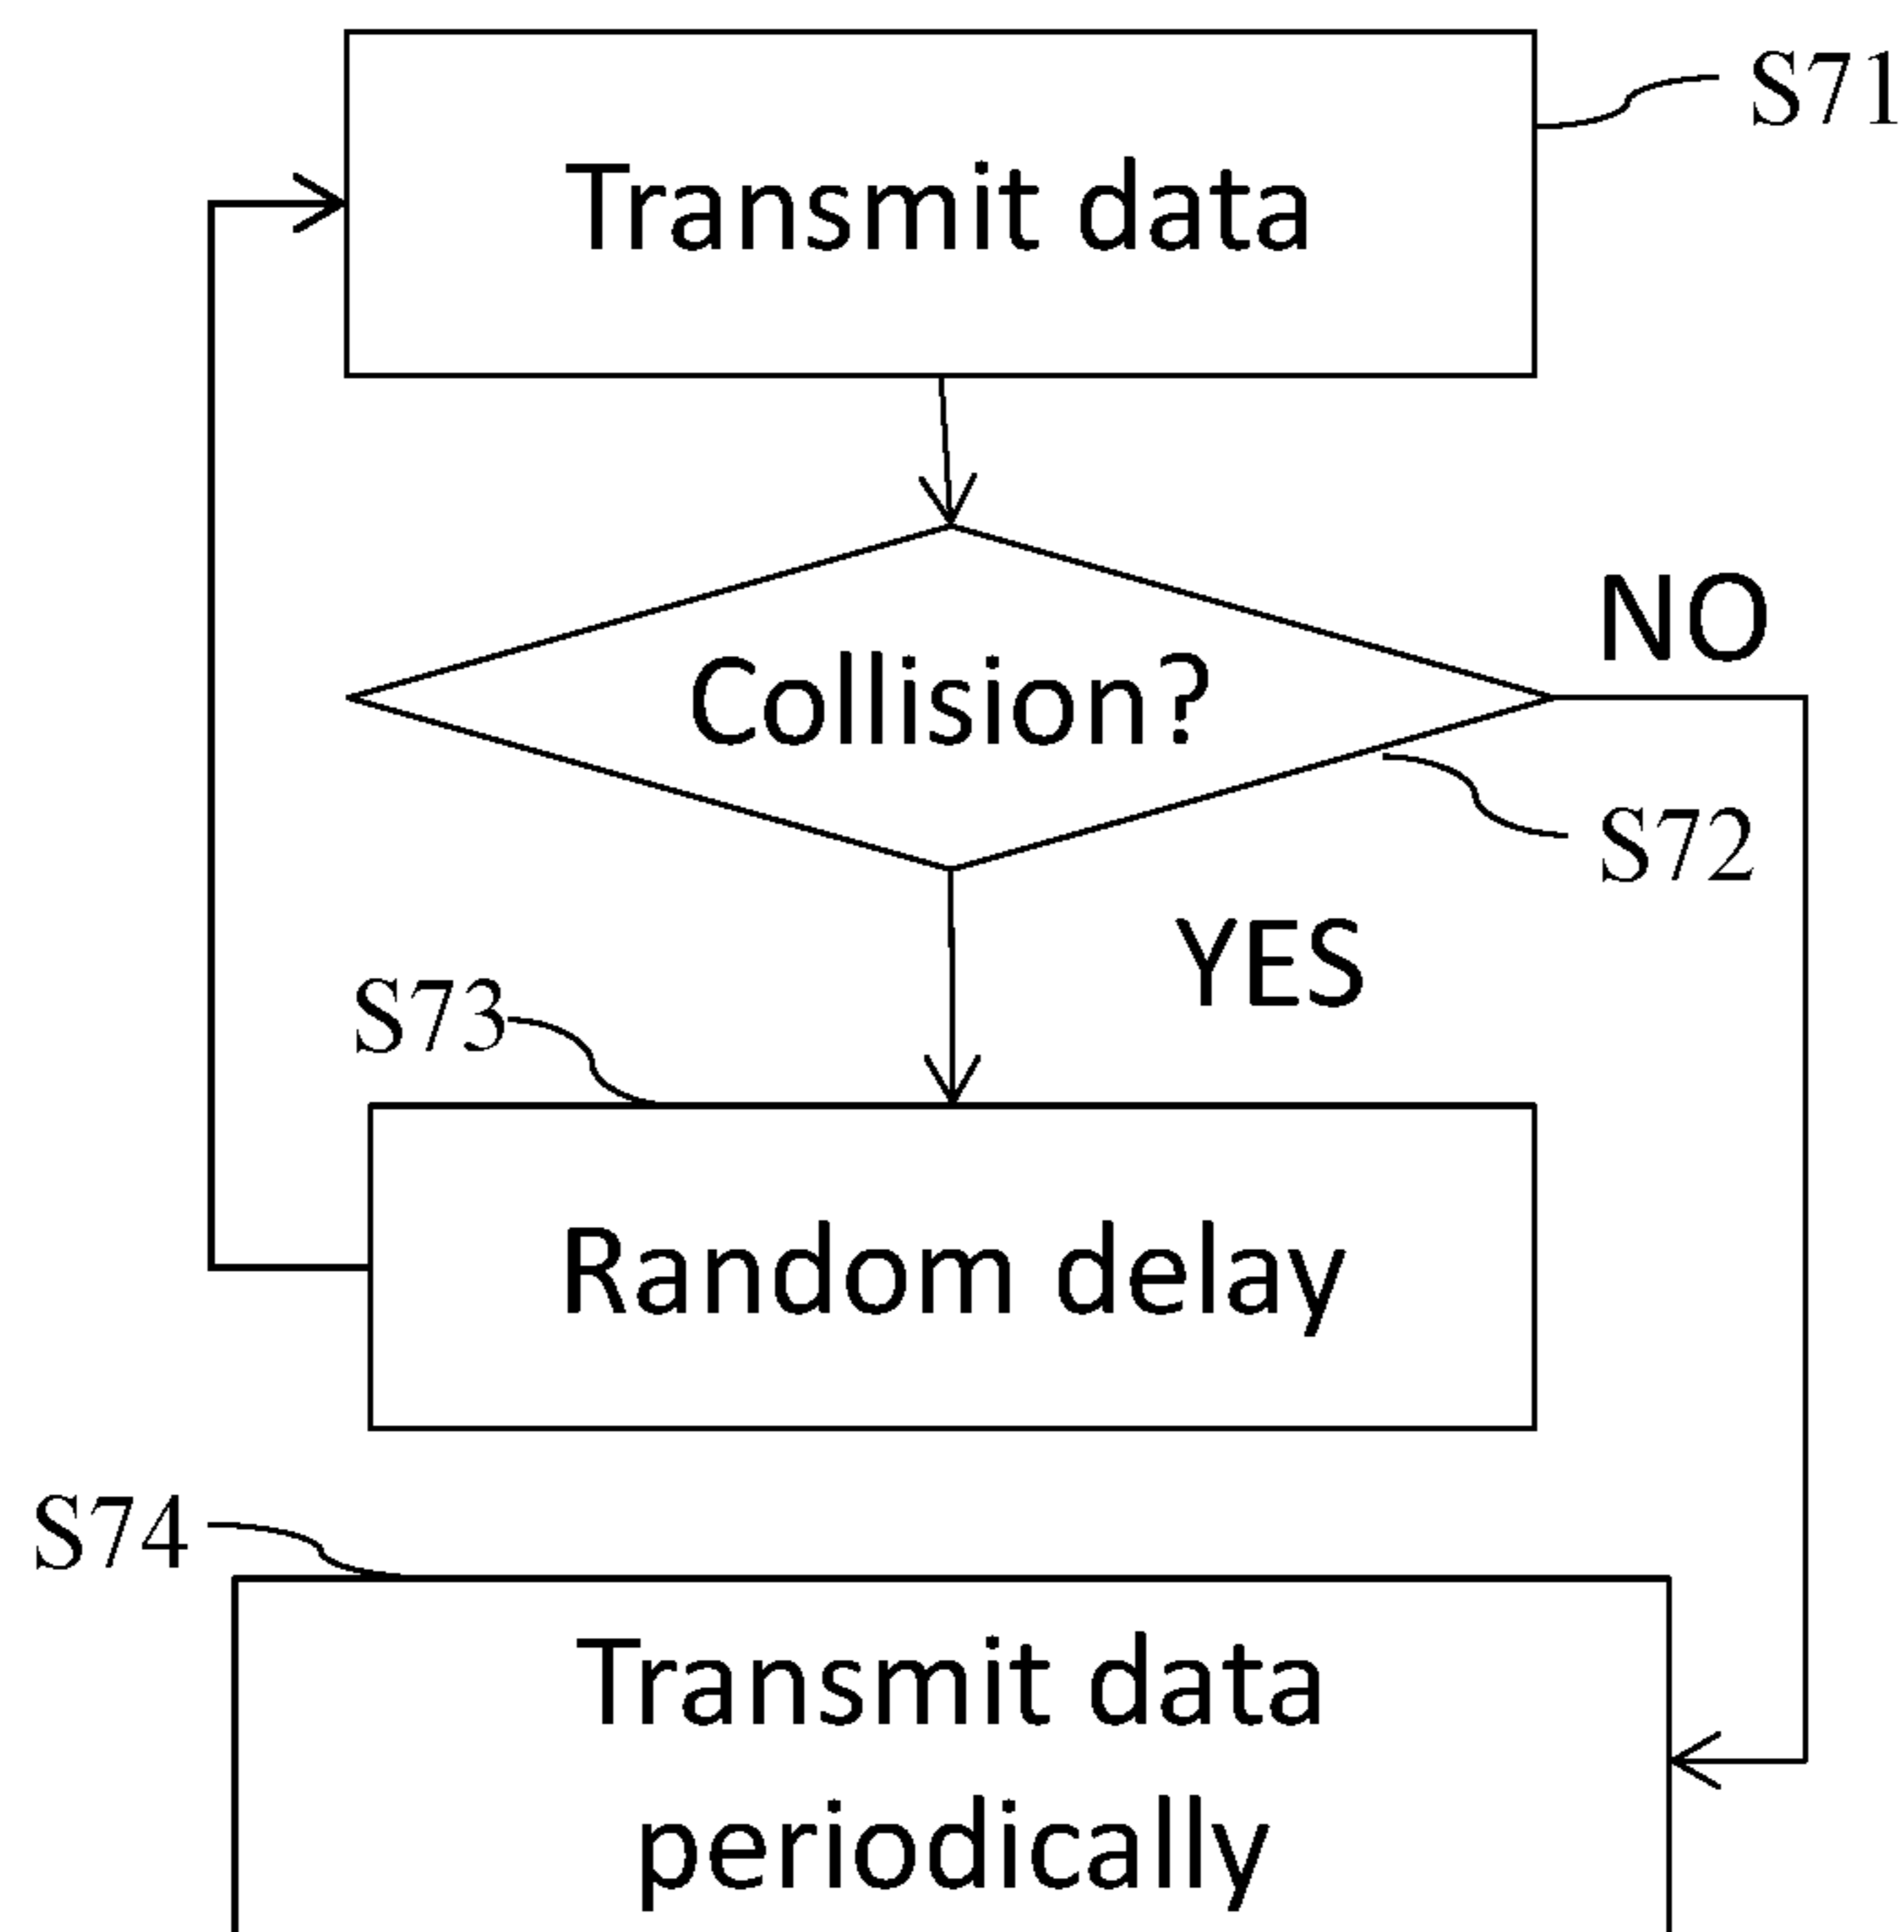 S71
Transmit data
NO
Collision?
S72
YES
S73
Random delay
S74
Transmit data
periodically